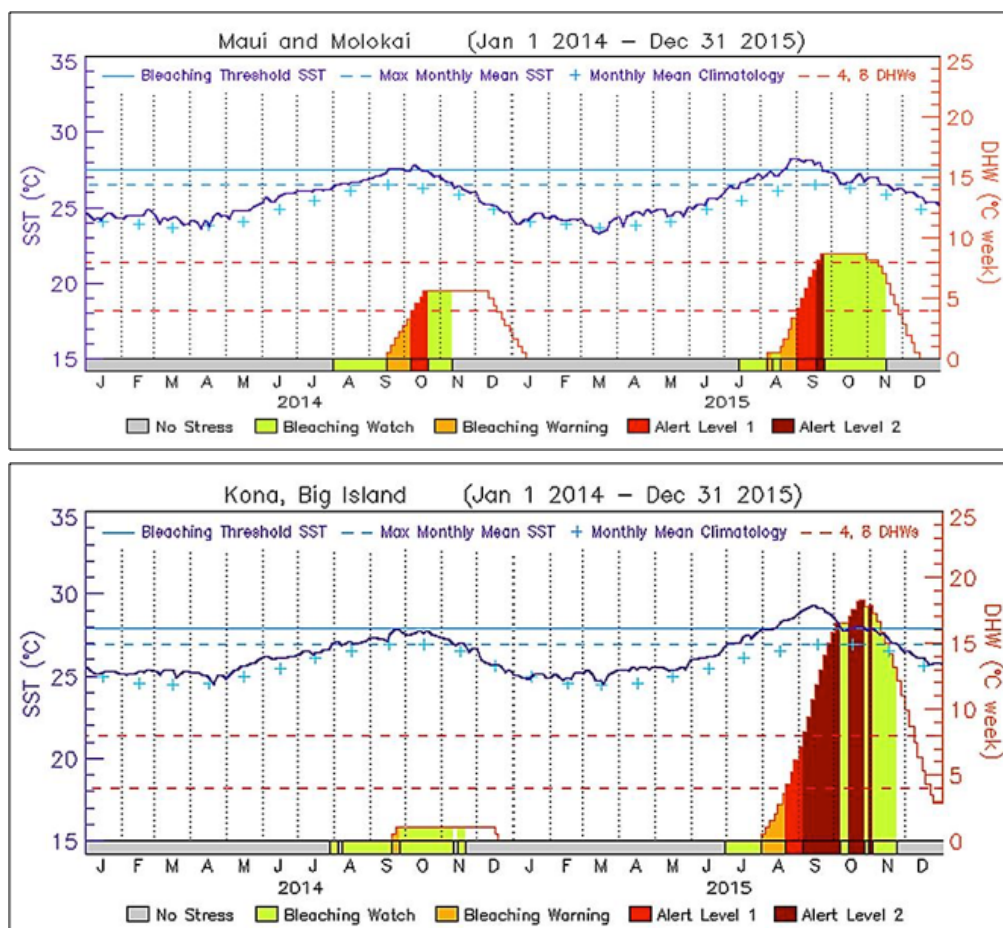 Maui and Molokai (Jan 1 2014 – Dec 31 2015)
35 25
Bleaching Threshold SST Max Monthly Mean SST Monthly Mean Climatology 4, 8 DHWs
20
30
15
SST (°C)
DHW (°C week)
25
10
20
5
15 0
J F M A M J J A S O N D J F M A M J J A S O N D
2014 2015
No Stress Bleaching Watch Bleaching Warning Alert Level 1 Alert Level 2
Kona, Big Island (Jan 1 2014 – Dec 31 2015)
35 25
Bleaching Threshold SST Max Monthly Mean SST Monthly Mean Climatology 4, 8 DHWs
20
30
15
SST (°C)
DHW (°C week)
25
10
20
5
15 0
J F M A M J J A S O N D J F M A M J J A S O N D
2014 2015
No Stress Bleaching Watch Bleaching Warning Alert Level 1 Alert Level 2